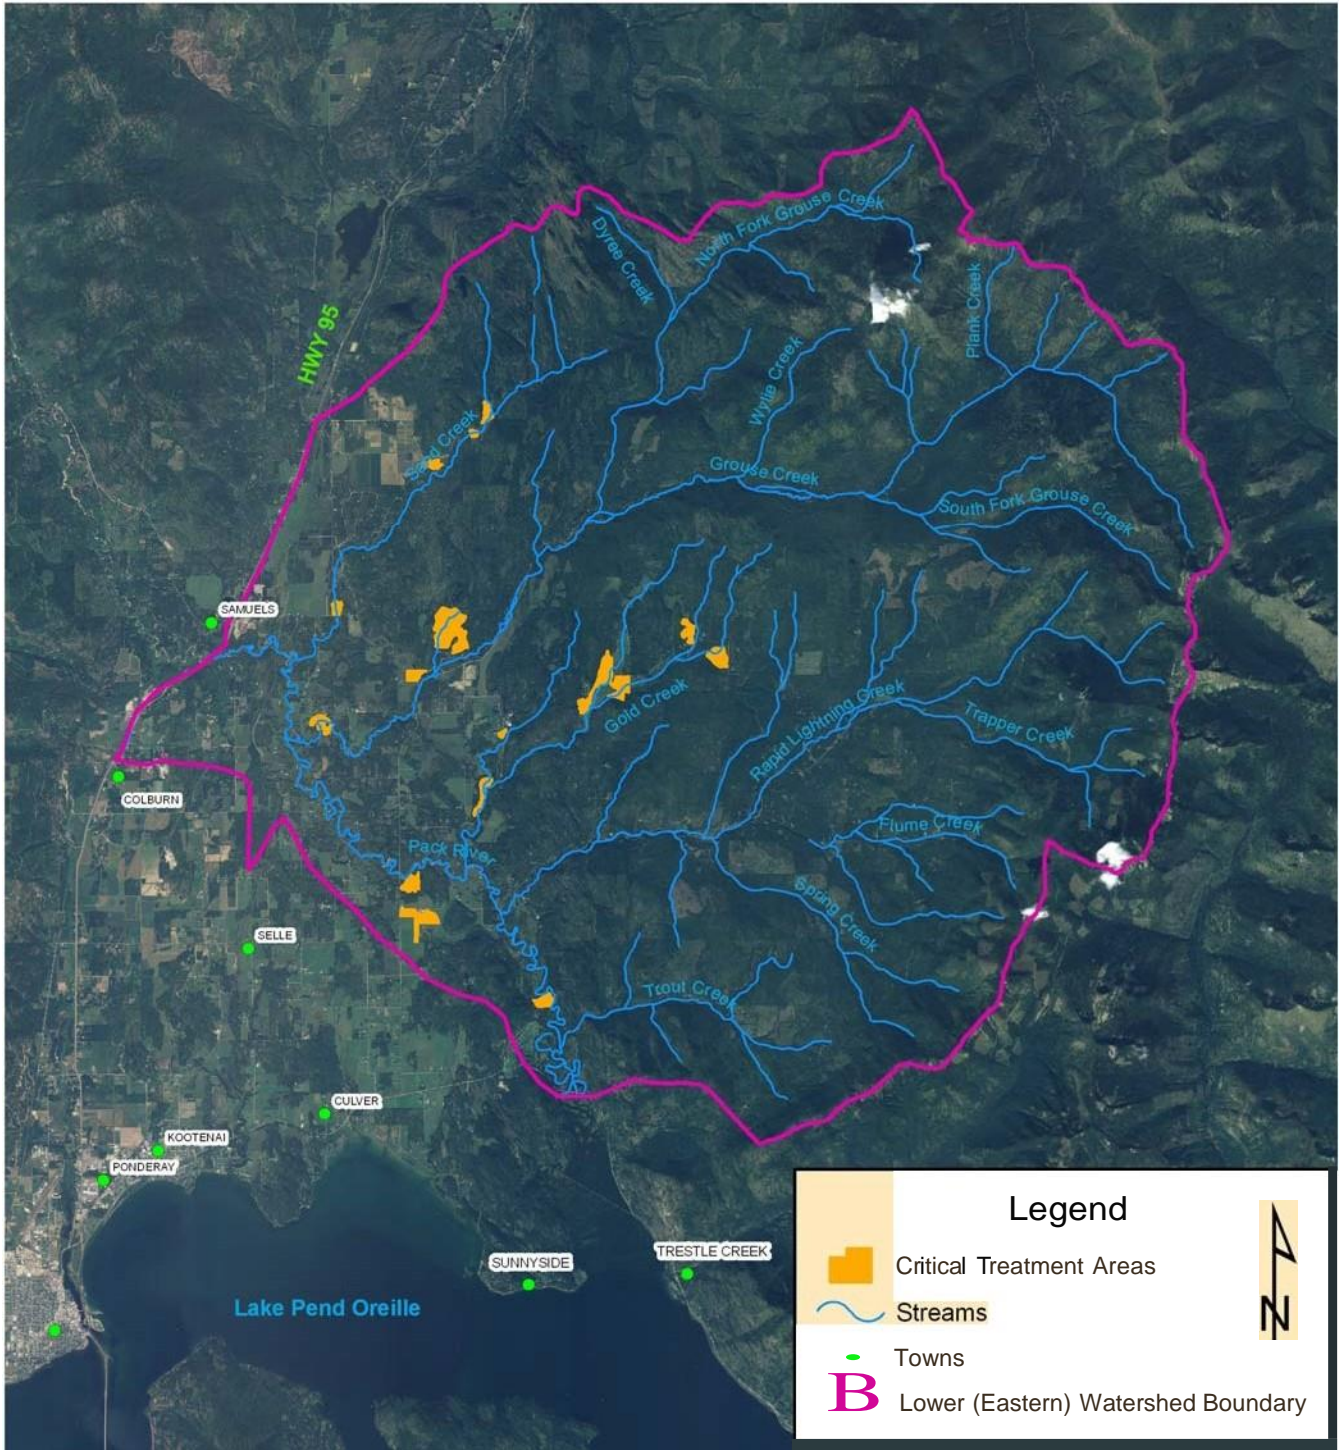 North Fork Grouse Creek
Dyree Creek
Plank Creek
HWY 95
Wylie Creek
Sand Creek
Grouse Creek
South Fork Grouse Creek
SAMUELS
Gold Creek
Rapid Lightning Creek
Trapper Creek
COLBURN
Flume Creek
Pack River
Spring Creek
SELLE
Trout Creek
CULVER
KOOTENAI
PONDERAY
TRESTLE CREEK
SUNNYSIDE
Lake Pend Oreille
Legend
Critical Treatment Areas
Streams
Towns
B
Lower (Eastern) Watershed Boundary
N